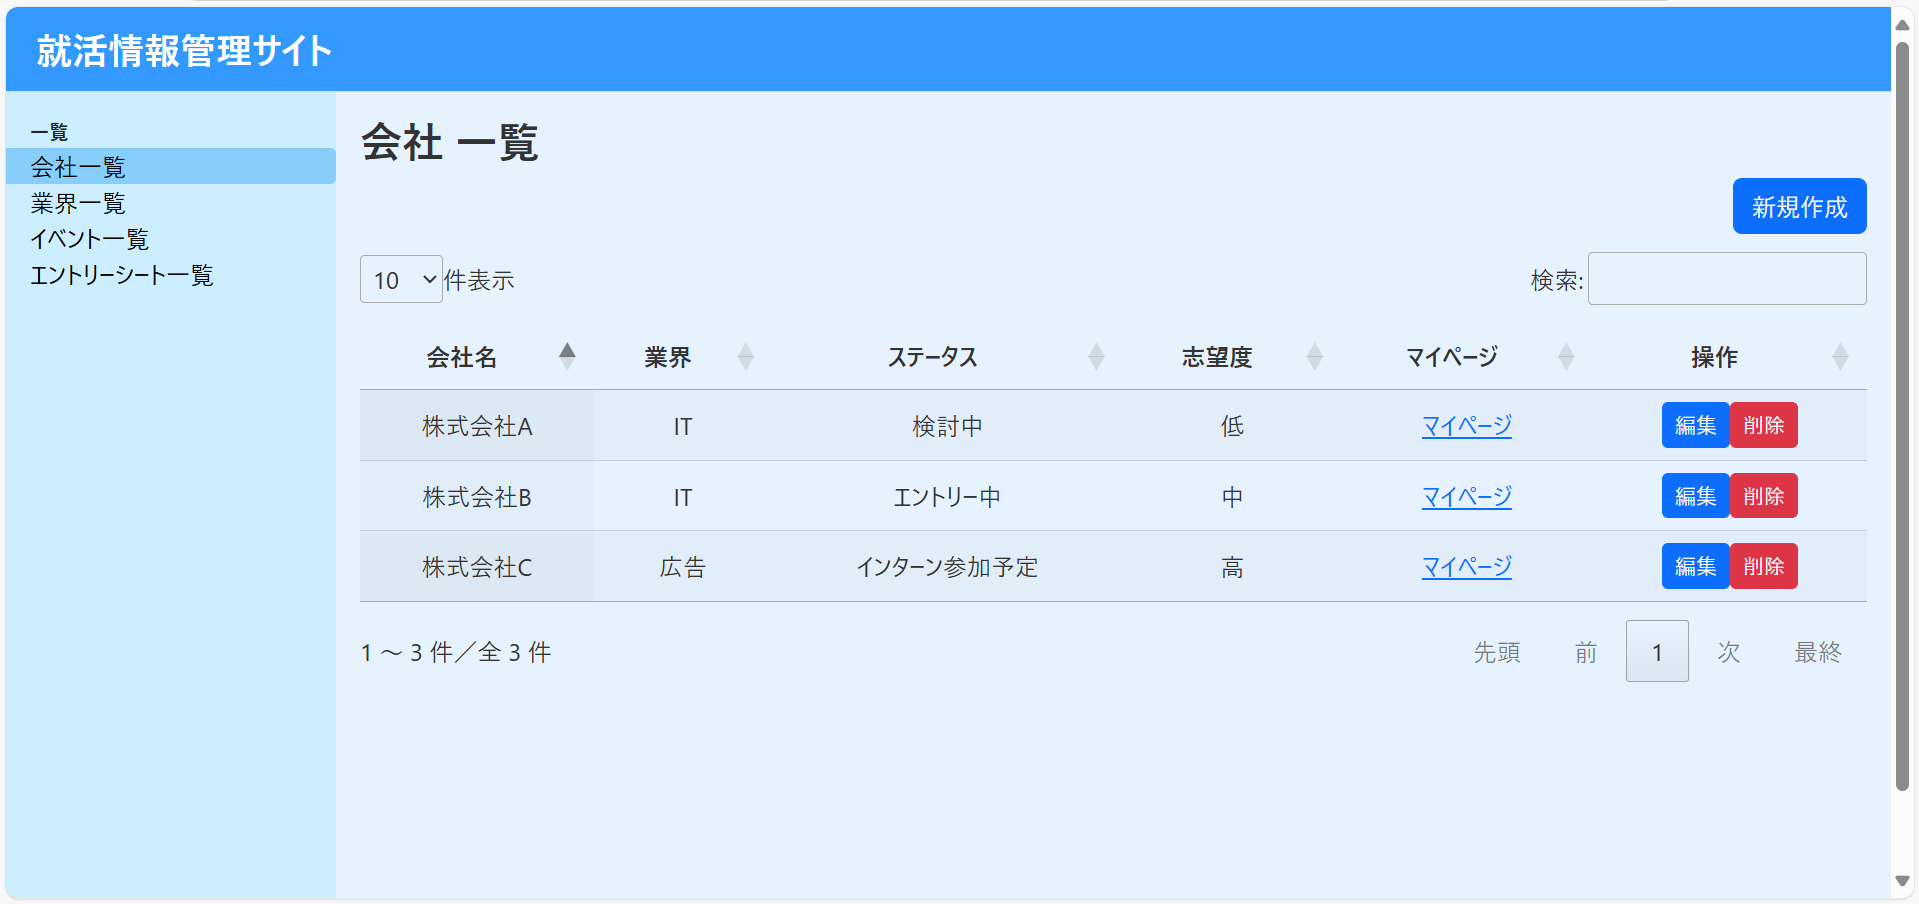 就活情報管理サイト
一覧
会社一覧
業界一覧
イベント一覧
エントリーシート一覧
会社 一覧
新規作成
10 件表示 検索:
会社名 業界 ステータス 志望度 マイページ 操作
株式会社A IT 検討中 低 マイページ 編集 削除
株式会社B IT エントリー中 中 マイページ 編集 削除
株式会社C 広告 インターン参加予定 高 マイページ 編集 削除
1 ～ 3 件／全 3 件 先頭 前 1 次 最終